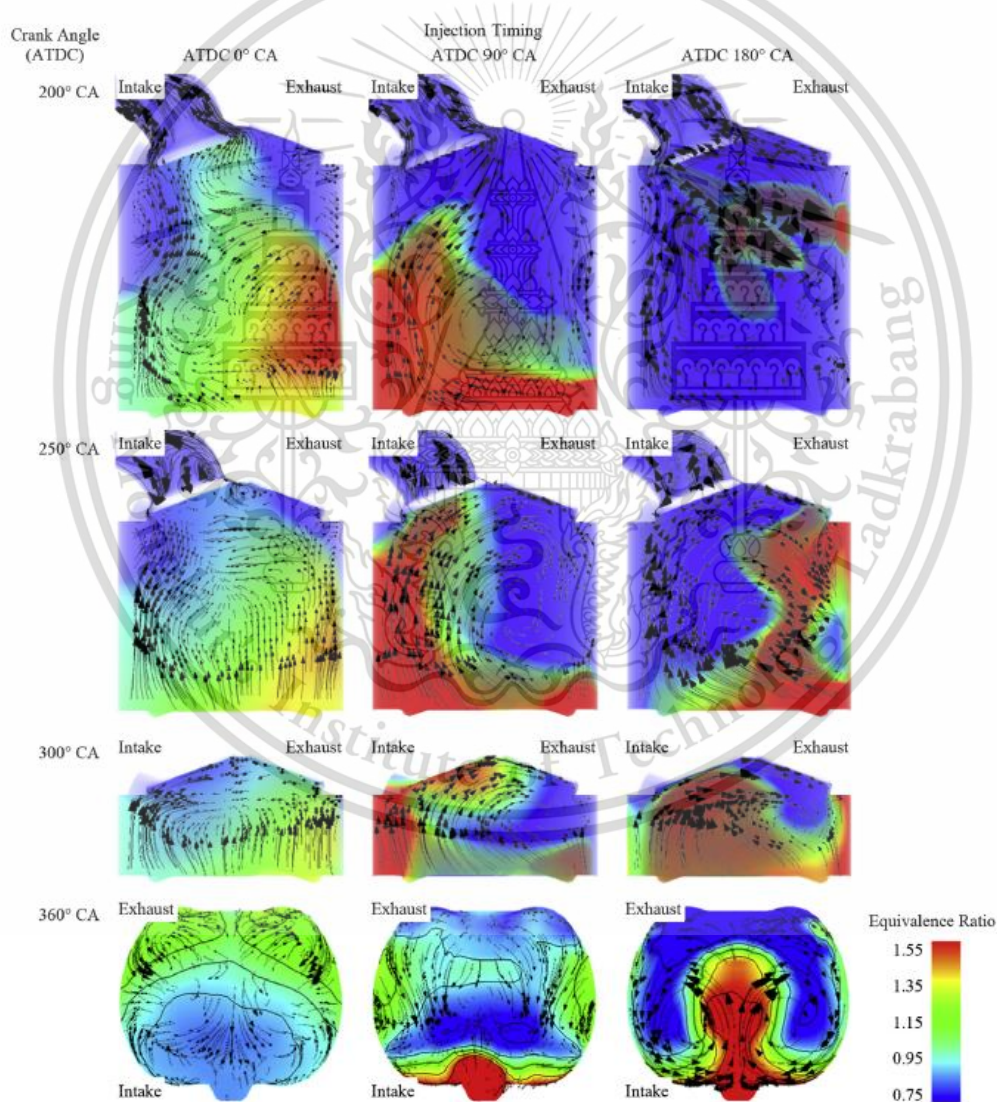 Crank Angle
(ATDC)
Injection Timing
ATDC 0° CA ATDC 90° CA ATDC 180° CA
200° CA
Intake Exhaust Intake Exhaust Intake Exhaust
250° CA
Intake Exhaust Intake Exhaust Intake Exhaust
300° CA
Intake Exhaust Intake Exhaust Intake Exhaust
360° CA
Exhaust Exhaust Exhaust
Intake Intake Intake
Equivalence Ratio
1.55
1.35
1.15
0.95
0.75
Institute of Technology
Ladkrabang